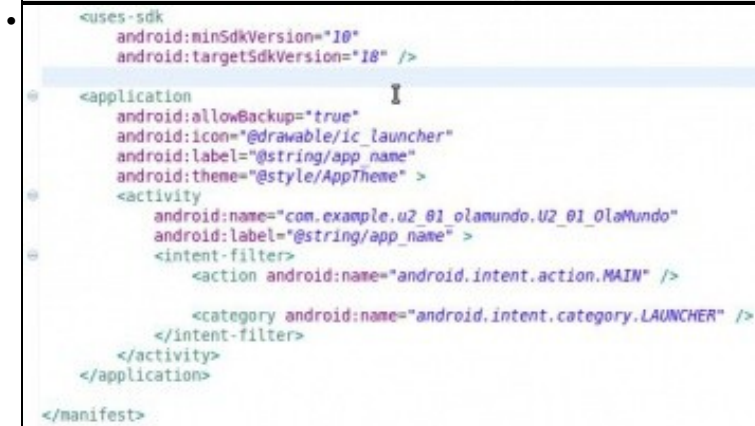 <uses-sdk
android:minSdkVersion="10"
android:targetSdkVersion="18" />
<application
android:allowBackup="true"
android:icon="@drawable/ic_launcher"
android:label="@string/app_name"
android:theme="@style/AppTheme" >
<activity
android:name="com.example.u2_01_olamundo.U2_01_OlaMundo"
android:label="@string/app_name" >
<intent-filter>
<action android:name="android.intent.action.MAIN" />
<category android:name="android.intent.category.LAUNCHER" />
</intent-filter>
</activity>
</application>
</manifest>